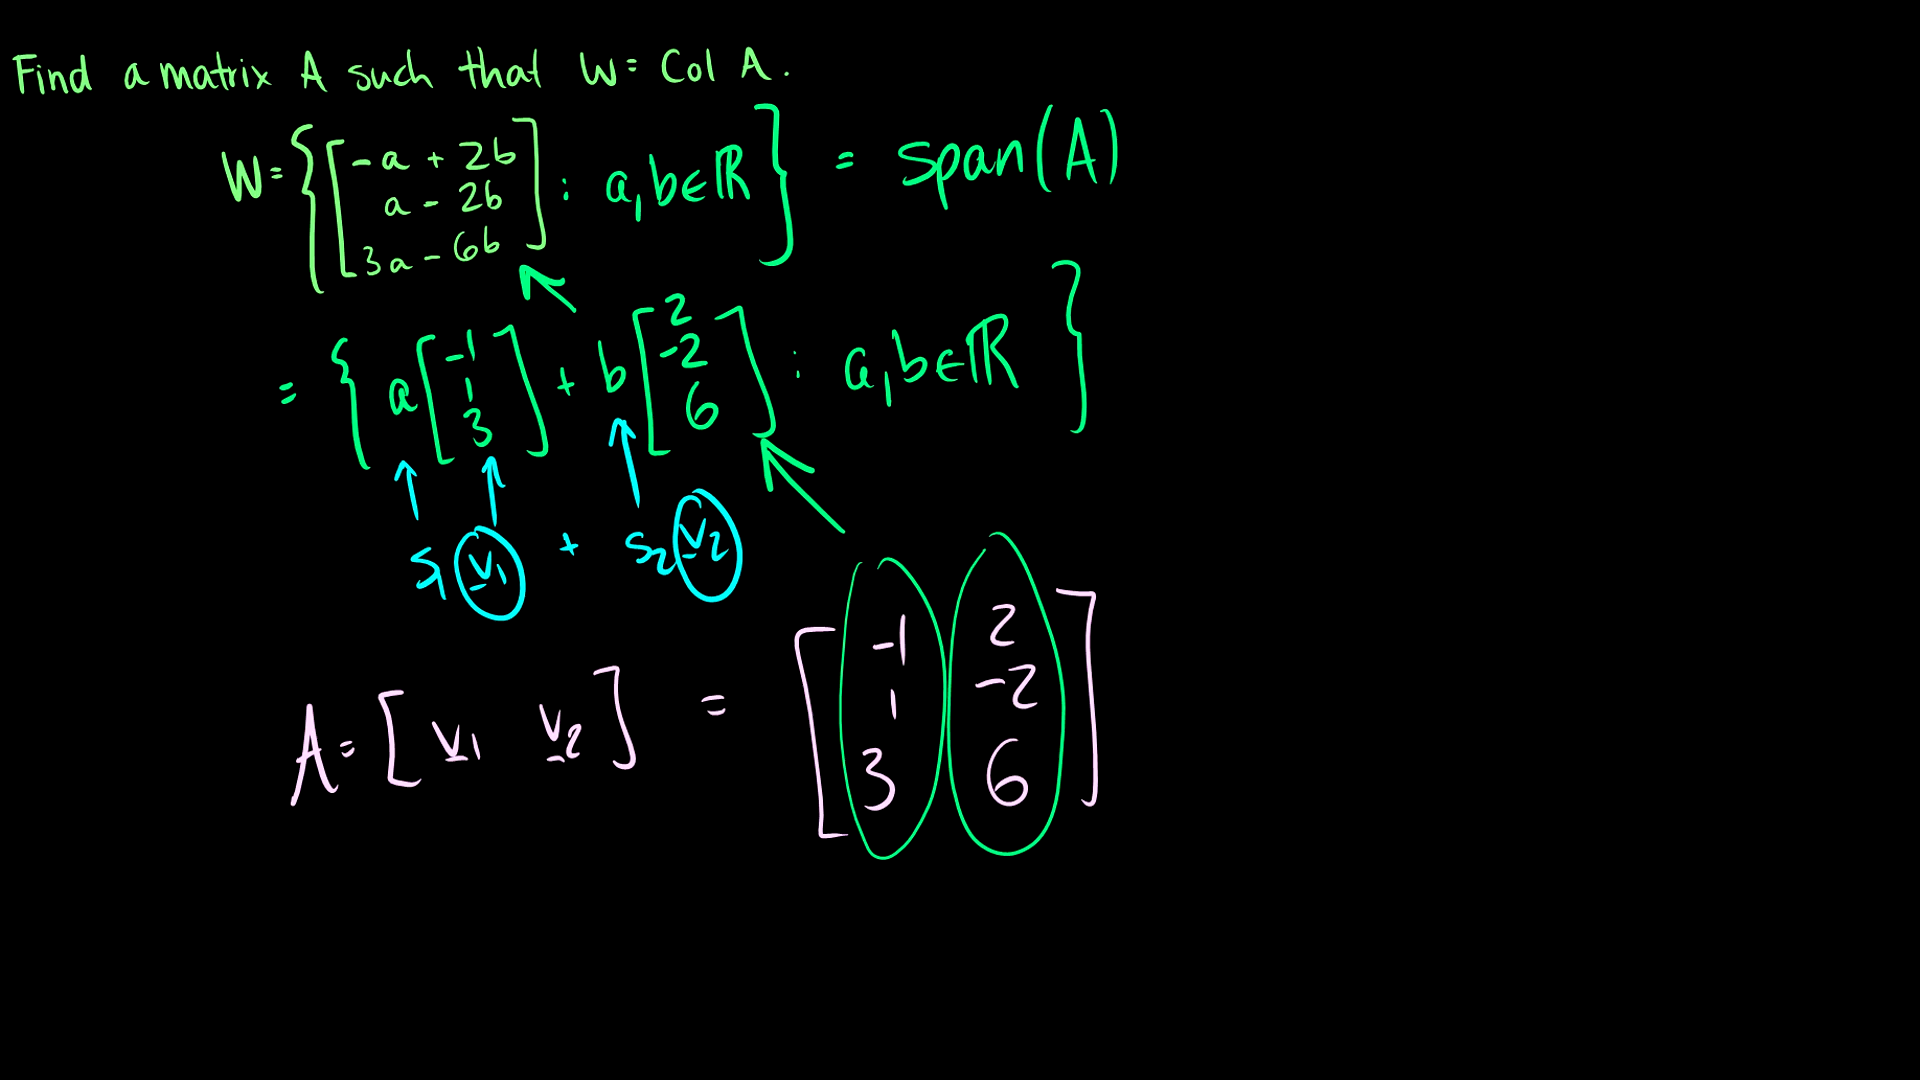 Find a matrix A such that W = Col A.
W = { [ -a + 2b
a - 2b
3a - 6b ] : a, b ∈ ℝ } = span(A)
= { a [ -1 1 3 ] + b [ 2 -2 6 ] : a, b ∈ ℝ }
s1 v1 + s2 v2
A = [ v1 v2 ] = [ -1 2
1 -2
3 6 ]